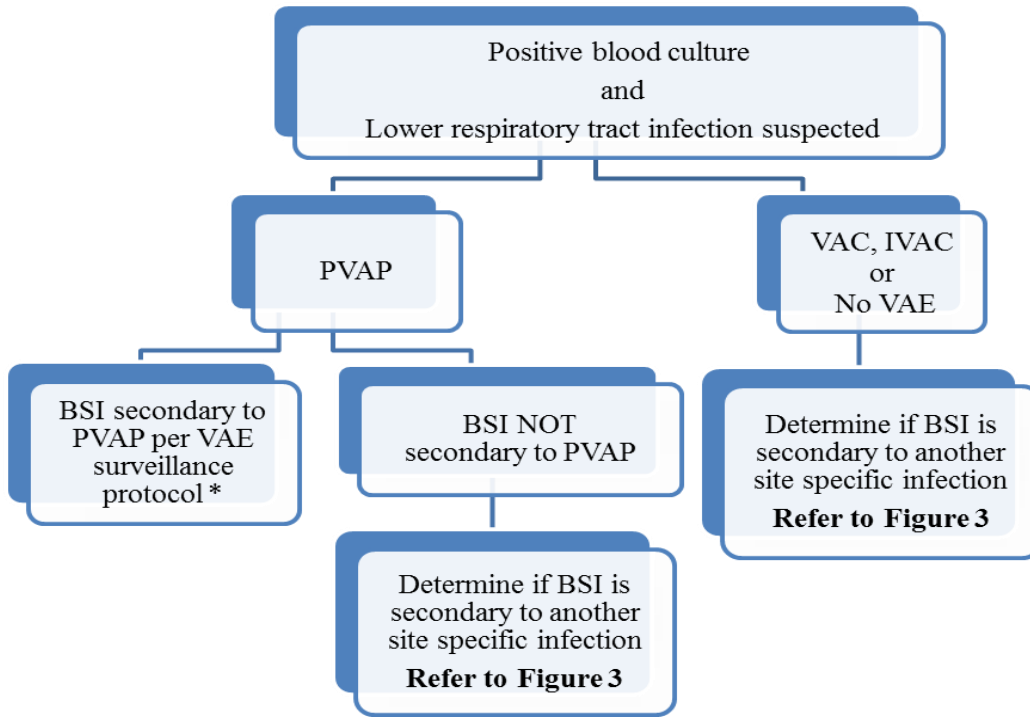 Positive blood culture
and
Lower respiratory tract infection suspected
PVAP
VAC, IVAC
or
No VAE
BSI secondary to
PVAP per VAE
surveillance
protocol *
BSI NOT
secondary to PVAP
Determine if BSI is
secondary to another
site specific infection
Refer to Figure 3
Determine if BSI is
secondary to another
site specific infection
Refer to Figure 3